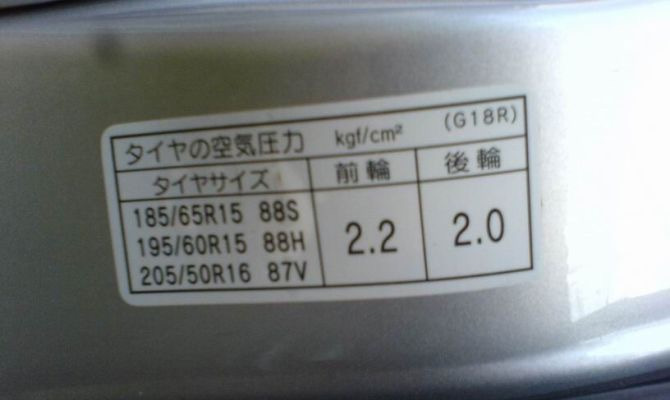 タイヤの空気圧力 kgf/cm² (G18R)
タイヤサイズ 前輪 後輪
185/65R15 88S
195/60R15 88H 2.2 2.0
205/50R16 87V